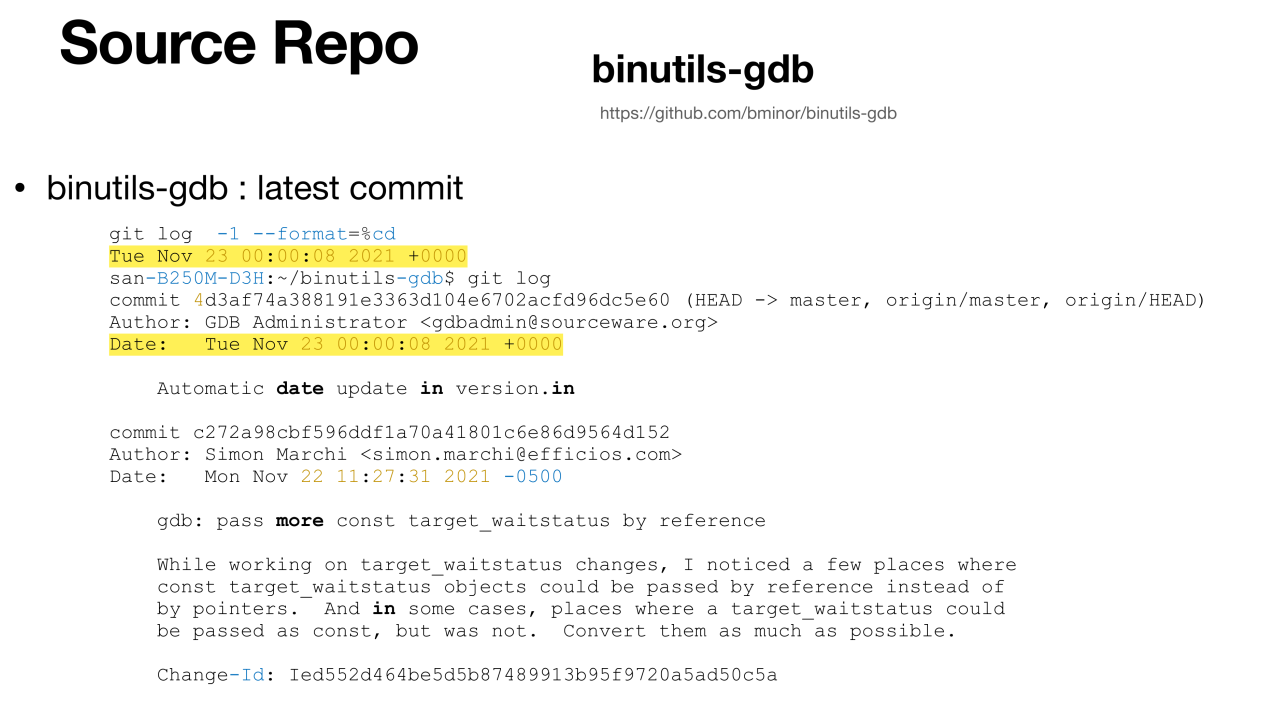 Source Repo
binutils-gdb
https://github.com/bminor/binutils-gdb
• binutils-gdb : latest commit
git log  -1 --format=%cd
Tue Nov 23 00:00:08 2021 +0000
san-B250M-D3H:~/binutils-gdb$ git log
commit 4d3af74a388191e3363d104e6702acfd96dc5e60 (HEAD -> master, origin/master, origin/HEAD)
Author: GDB Administrator <gdbadmin@sourceware.org>
Date:   Tue Nov 23 00:00:08 2021 +0000
Automatic date update in version.in
commit c272a98cbf596ddf1a70a41801c6e86d9564d152
Author: Simon Marchi <simon.marchi@efficios.com>
Date:   Mon Nov 22 11:27:31 2021 -0500
gdb: pass more const target_waitstatus by reference
While working on target_waitstatus changes, I noticed a few places where
const target_waitstatus objects could be passed by reference instead of
by pointers.  And in some cases, places where a target_waitstatus could
be passed as const, but was not.  Convert them as much as possible.
Change-Id: Ied552d464be5d5b87489913b95f9720a5ad50c5a